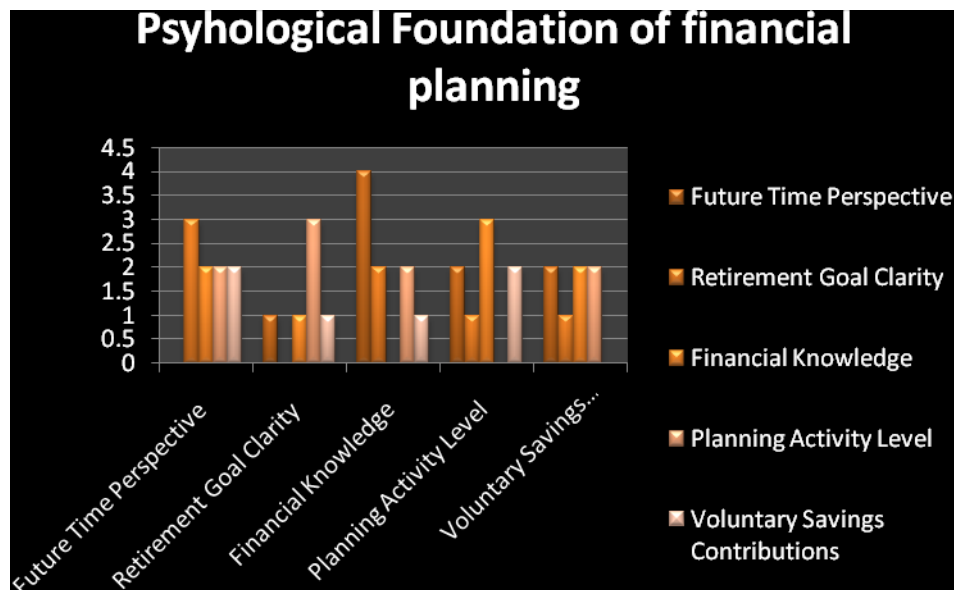 Psyhological Foundation of financial
planning
4.5
4
3.5
3
2.5
2
1.5
1
0.5
0
Future Time Perspective
Retirement Goal Clarity
Financial Knowledge
Planning Activity Level
Voluntary Savings...
Future Time Perspective
Retirement Goal Clarity
Financial Knowledge
Planning Activity Level
Voluntary Savings
Contributions